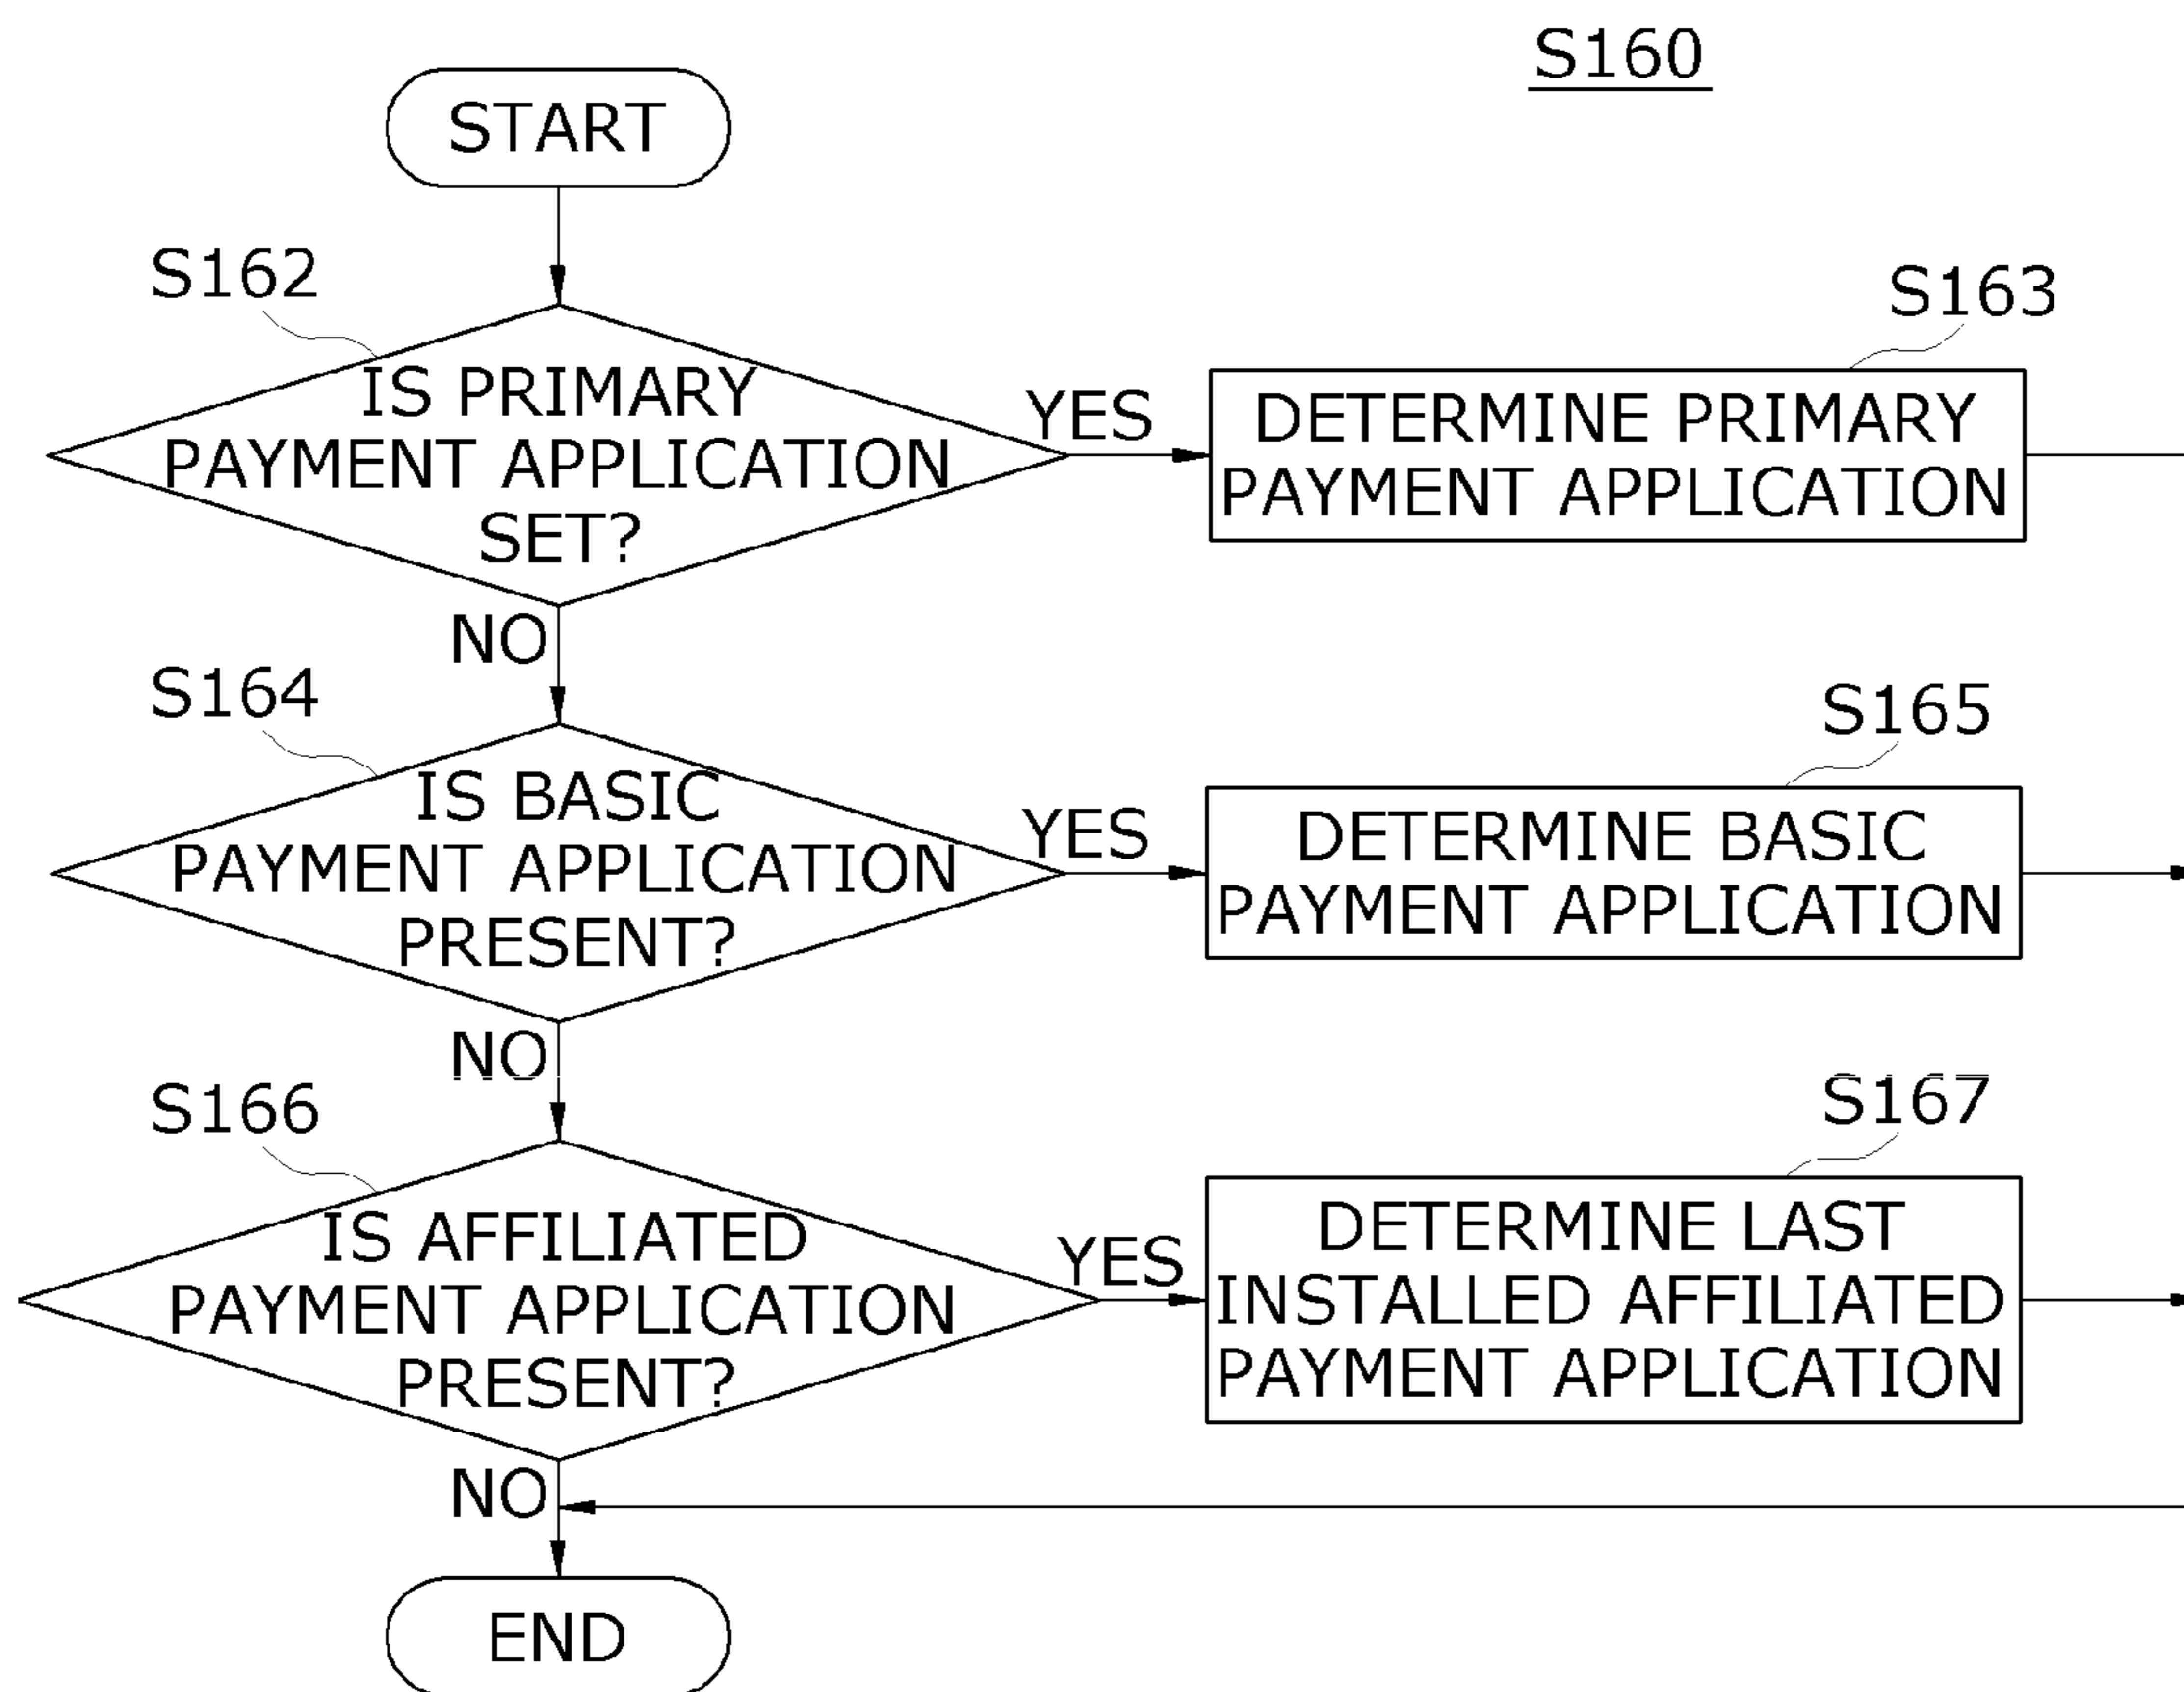 S160
START
S162
IS PRIMARY
PAYMENT APPLICATION
SET?
YES
S163
DETERMINE PRIMARY
PAYMENT APPLICATION
NO
S164
IS BASIC
PAYMENT APPLICATION
PRESENT?
YES
S165
DETERMINE BASIC
PAYMENT APPLICATION
NO
S166
IS AFFILIATED
PAYMENT APPLICATION
PRESENT?
YES
S167
DETERMINE LAST
INSTALLED AFFILIATED
PAYMENT APPLICATION
NO
END